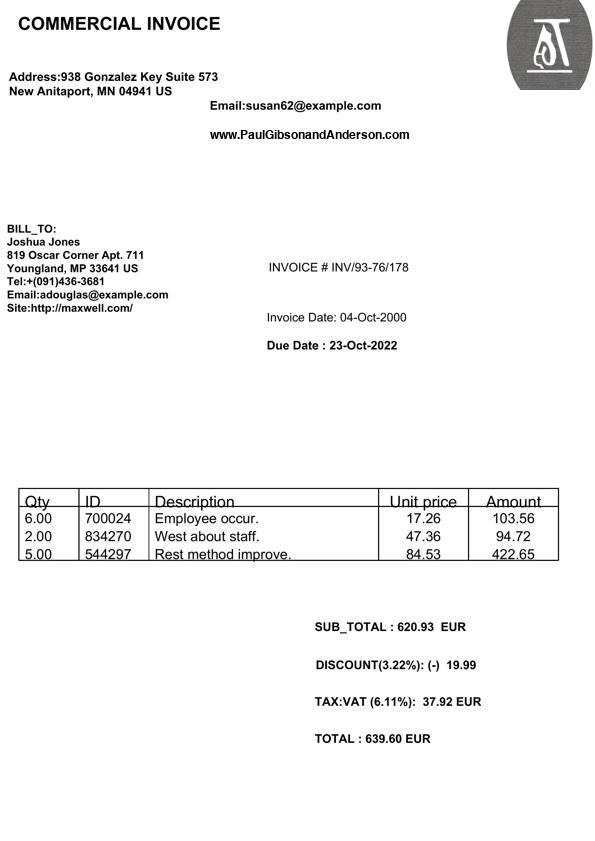 COMMERCIAL INVOICE
Address:938 Gonzalez Key Suite 573
New Anitaport, MN 04941 US
Email:susan62@example.com
www.PaulGibsonandAnderson.com
BILL_TO:
Joshua Jones
819 Oscar Corner Apt. 711
Youngland, MP 33641 US
Tel:+(091)436-3681
Email:adouglas@example.com
Site:http://maxwell.com/
INVOICE # INV/93-76/178
Invoice Date: 04-Oct-2000
Due Date : 23-Oct-2022
Qty ID Description Unit price Amount
6.00 700024 Employee occur. 17.26 103.56
2.00 834270 West about staff. 47.36 94.72
5.00 544297 Rest method improve. 84.53 422.65
SUB_TOTAL : 620.93 EUR
DISCOUNT(3.22%): (-) 19.99
TAX:VAT (6.11%): 37.92 EUR
TOTAL : 639.60 EUR